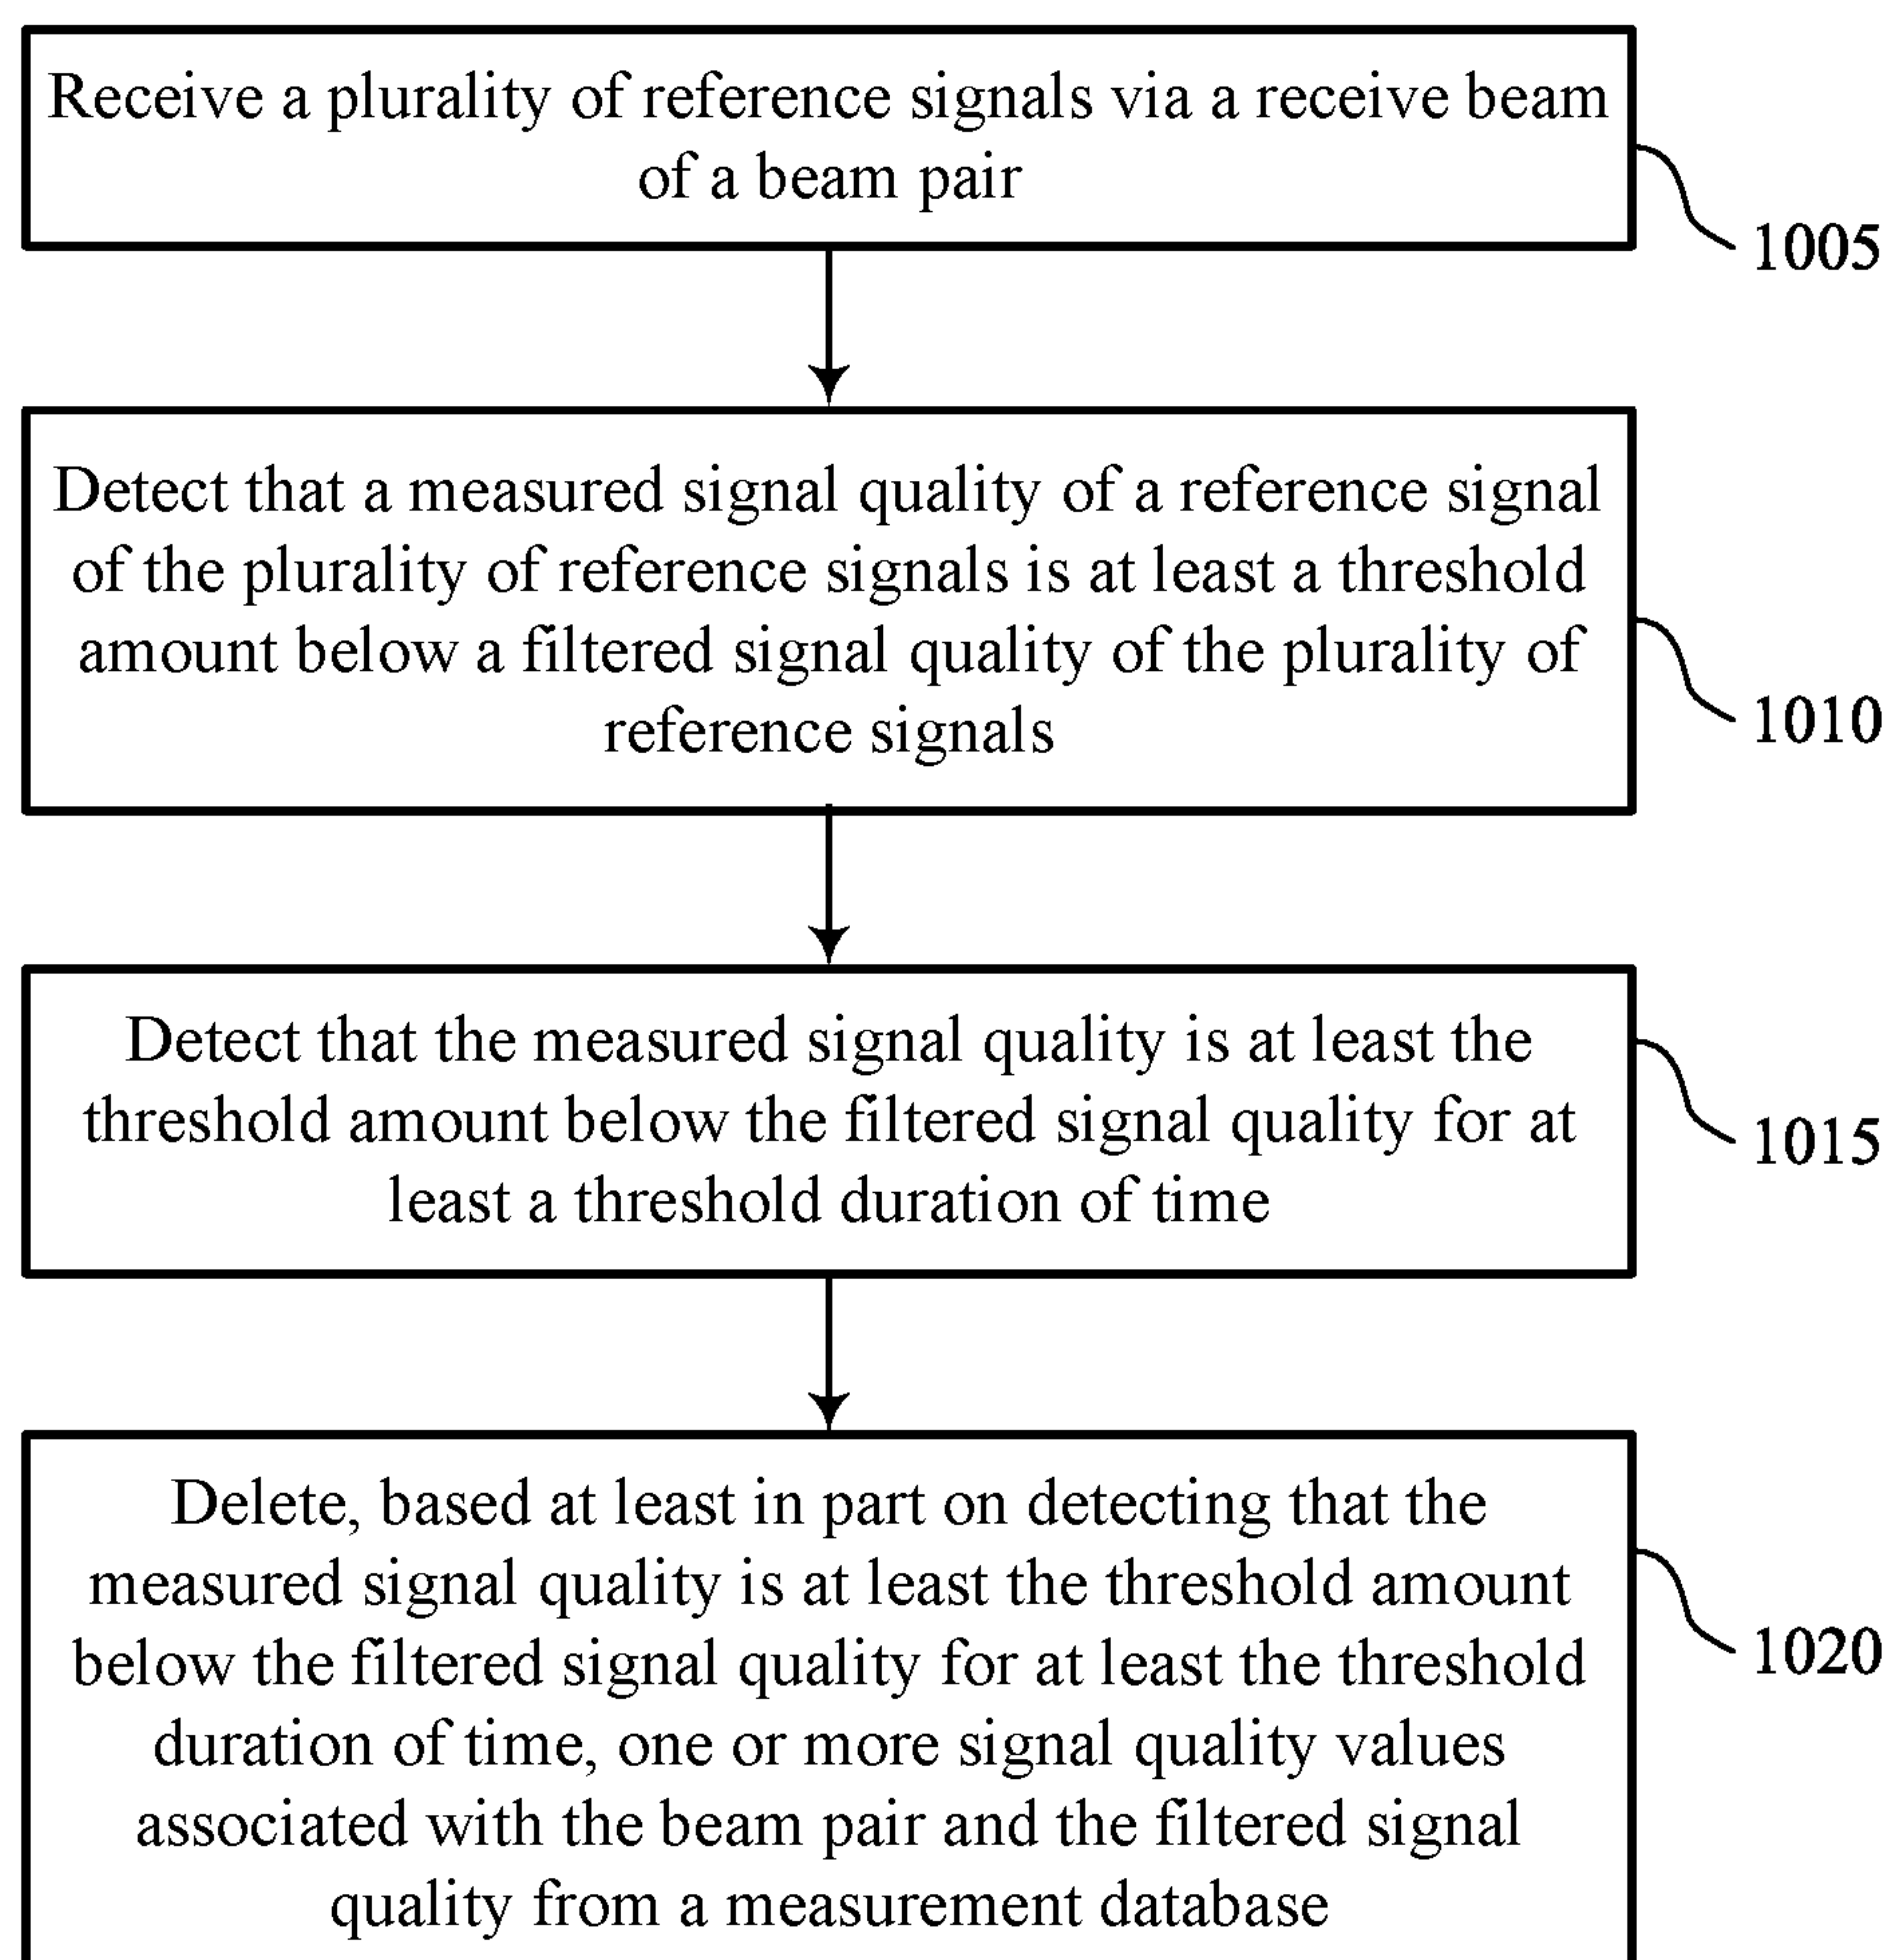 Receive a plurality of reference signals via a receive beam
of a beam pair
1005
Detect that a measured signal quality of a reference signal
of the plurality of reference signals is at least a threshold
amount below a filtered signal quality of the plurality of
reference signals
1010
Detect that the measured signal quality is at least the
threshold amount below the filtered signal quality for at
least a threshold duration of time
1015
Delete, based at least in part on detecting that the
measured signal quality is at least the threshold amount
below the filtered signal quality for at least the threshold
duration of time, one or more signal quality values
associated with the beam pair and the filtered signal
quality from a measurement database
1020